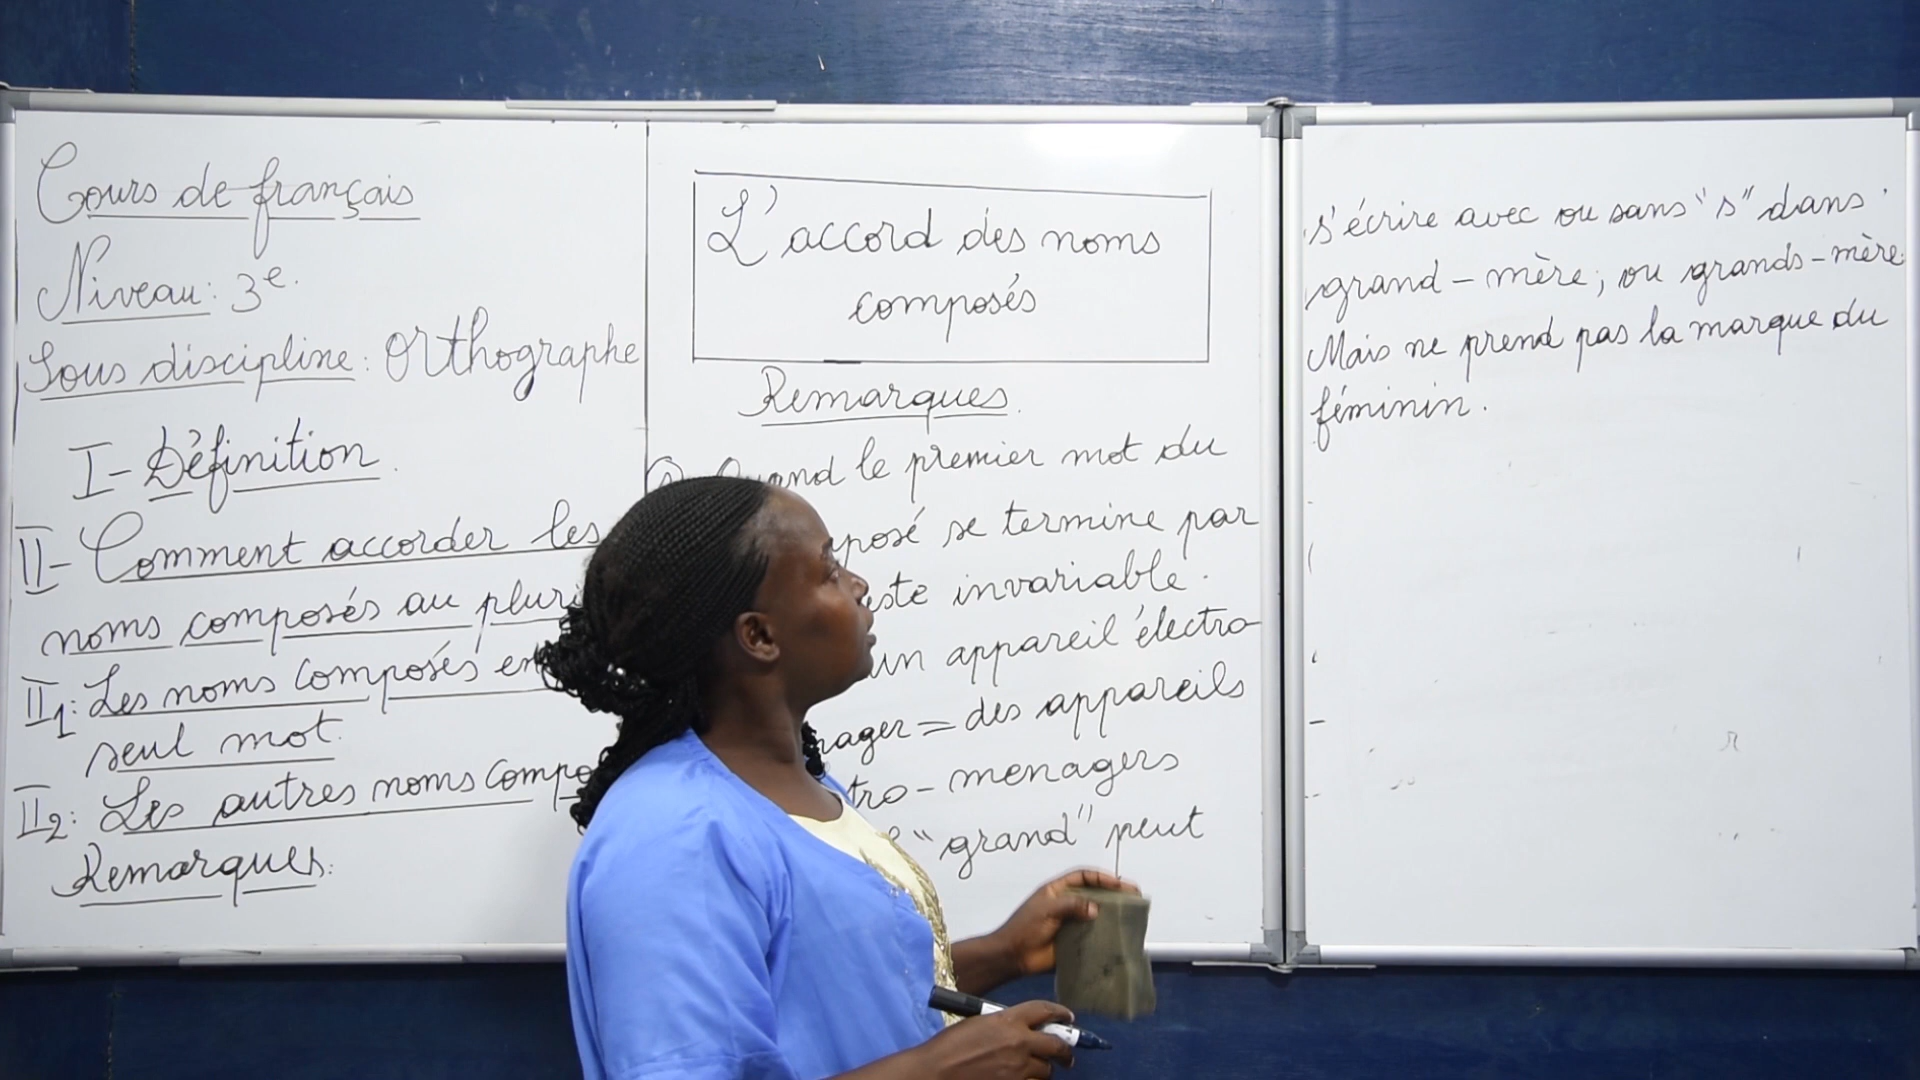 Cours de français
Niveau: 3e.
Sous discipline: Orthographe
I- Définition.
II- Comment accorder les
noms composés au pluri
II1: Les noms composés en
seul mot.
II2: Les autres noms compo
Remarques:
L'accord des noms
composés
Remarques.
Quand le premier mot du
posé se termine par
este invariable.
un appareil électro-
nager = des appareils
tro-menagers
"grand" peut
s'écrire avec ou sans "s" dans
grand-mère; ou grands-mère
Mais ne prend pas la marque du
féminin.